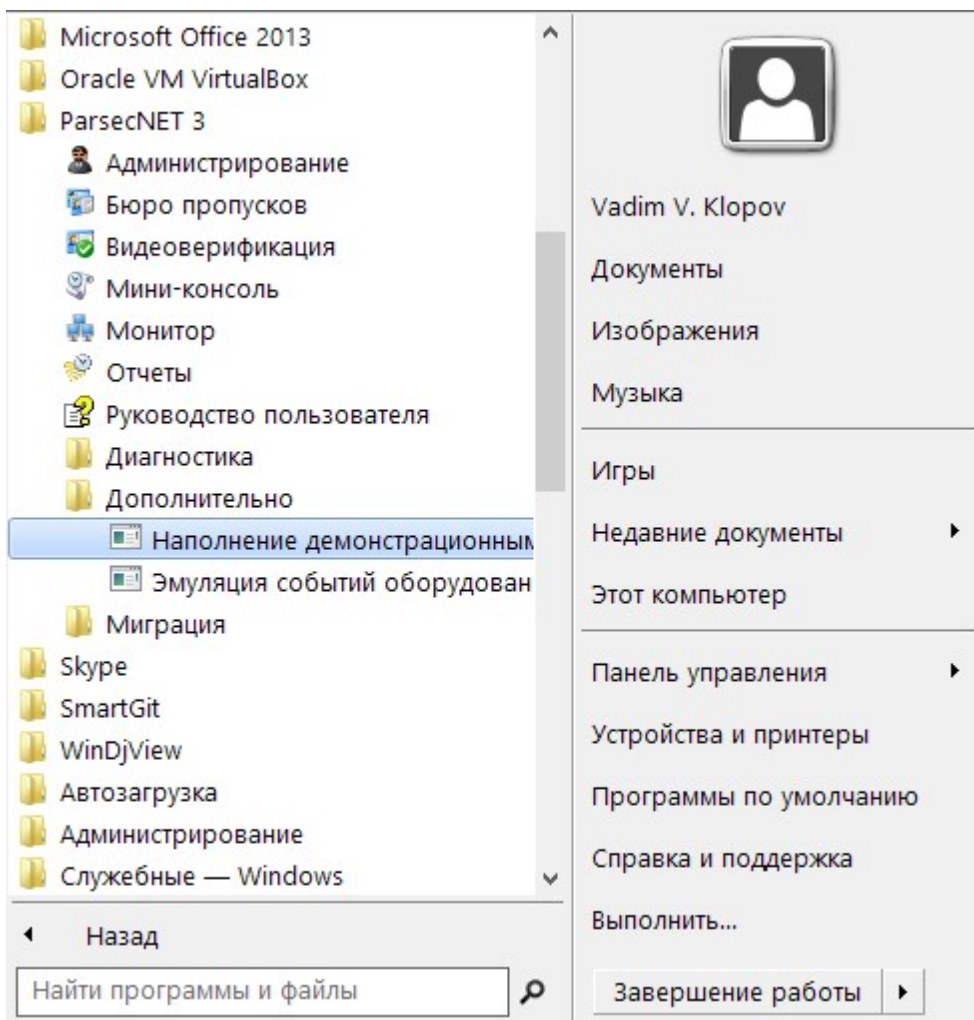 Microsoft Office 2013
Oracle VM VirtualBox
ParsecNET 3
Администрирование
Бюро пропусков
Видеоверификация
Мини-консоль
Монитор
Отчеты
Руководство пользователя
Диагностика
Дополнительно
Наполнение демонстрационным
Эмуляция событий оборудован
Миграция
Skype
SmartGit
WinDjView
Автозагрузка
Администрирование
Служебные — Windows
Назад
Найти программы и файлы
Vadim V. Klopov
Документы
Изображения
Музыка
Игры
Недавние документы
Этот компьютер
Панель управления
Устройства и принтеры
Программы по умолчанию
Справка и поддержка
Выполнить...
Завершение работы